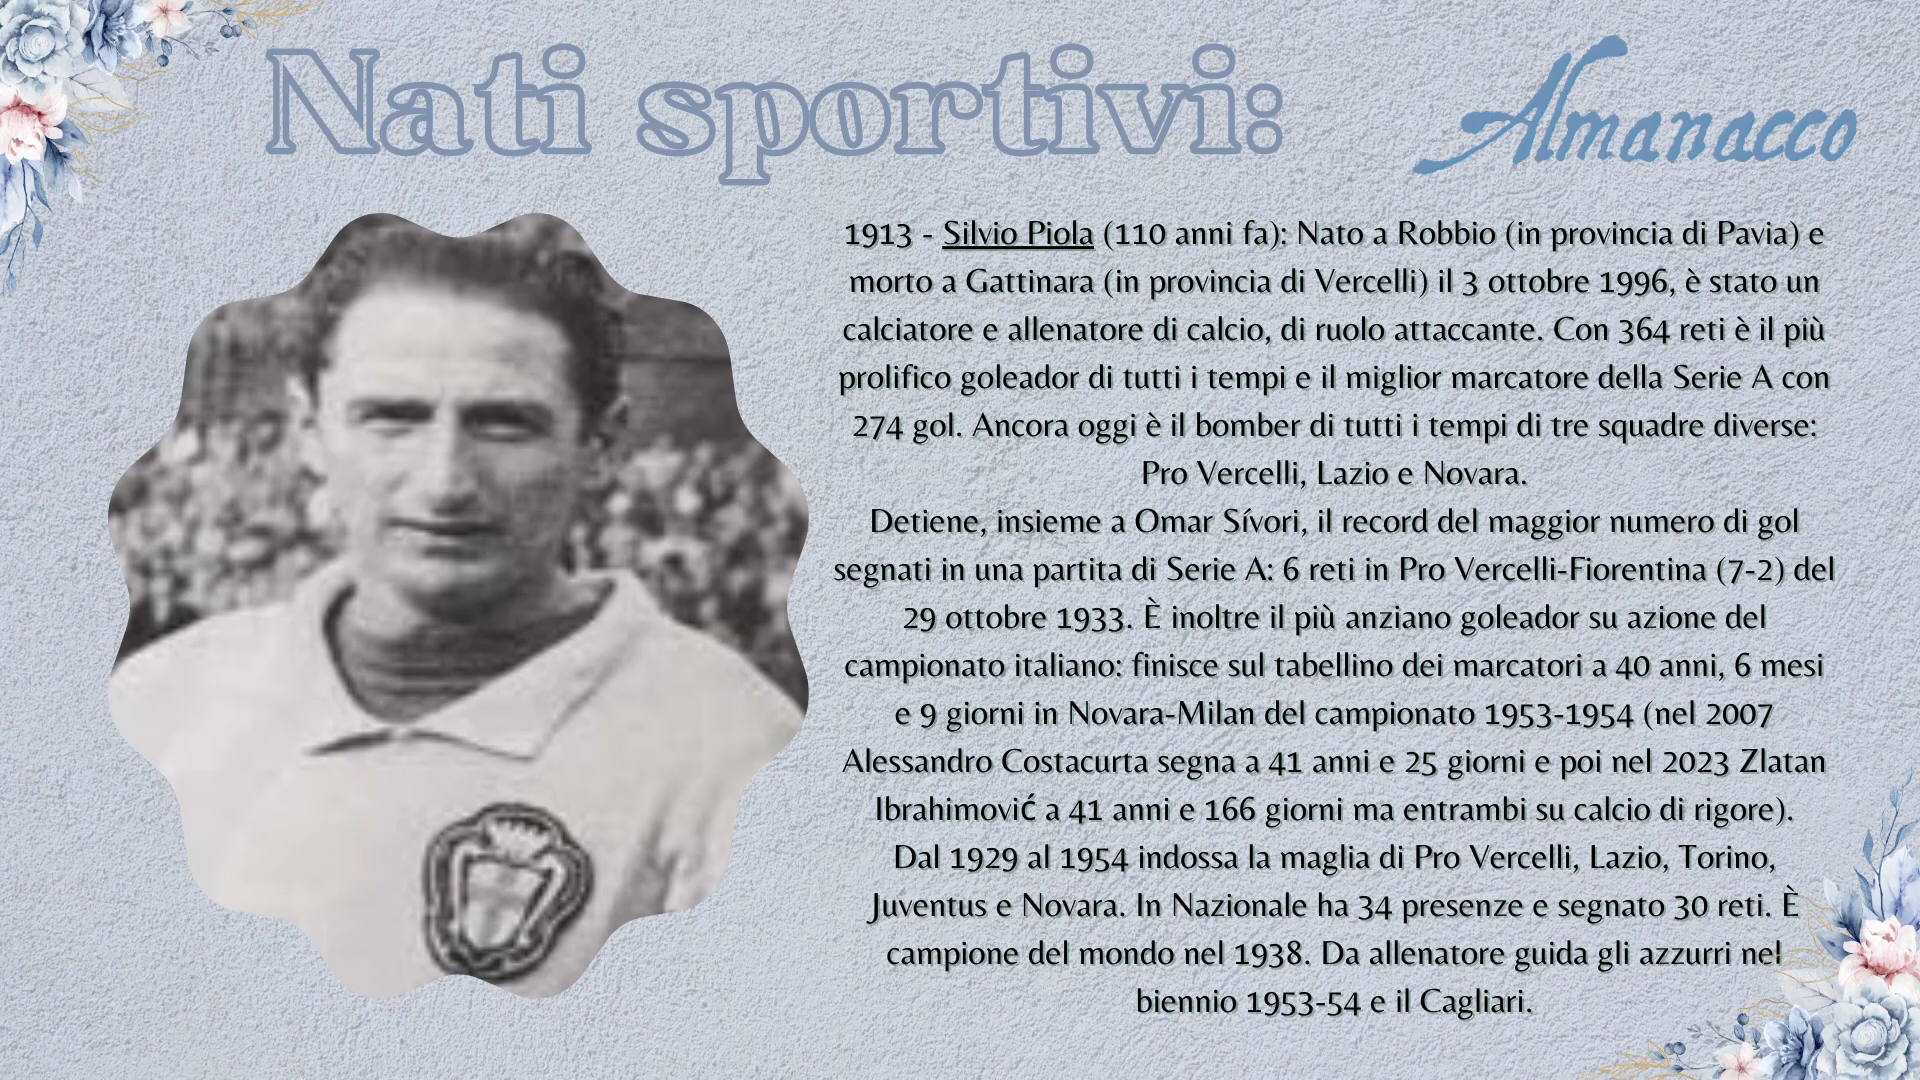 Nati sportivi:
Almanacco
1913 - Silvio Piola (110 anni fa): Nato a Robbio (in provincia di Pavia) e
morto a Gattinara (in provincia di Vercelli) il 3 ottobre 1996, è stato un
calciatore e allenatore di calcio, di ruolo attaccante. Con 364 reti è il più
prolifico goleador di tutti i tempi e il miglior marcatore della Serie A con
274 gol. Ancora oggi è il bomber di tutti i tempi di tre squadre diverse:
Pro Vercelli, Lazio e Novara.
Detiene, insieme a Omar Sívori, il record del maggior numero di gol
segnati in una partita di Serie A: 6 reti in Pro Vercelli-Fiorentina (7-2) del
29 ottobre 1933. È inoltre il più anziano goleador su azione del
campionato italiano: finisce sul tabellino dei marcatori a 40 anni, 6 mesi
e 9 giorni in Novara-Milan del campionato 1953-1954 (nel 2007
Alessandro Costacurta segna a 41 anni e 25 giorni e poi nel 2023 Zlatan
Ibrahimović a 41 anni e 166 giorni ma entrambi su calcio di rigore).
Dal 1929 al 1954 indossa la maglia di Pro Vercelli, Lazio, Torino,
Juventus e Novara. In Nazionale ha 34 presenze e segnato 30 reti. È
campione del mondo nel 1938. Da allenatore guida gli azzurri nel
biennio 1953-54 e il Cagliari.